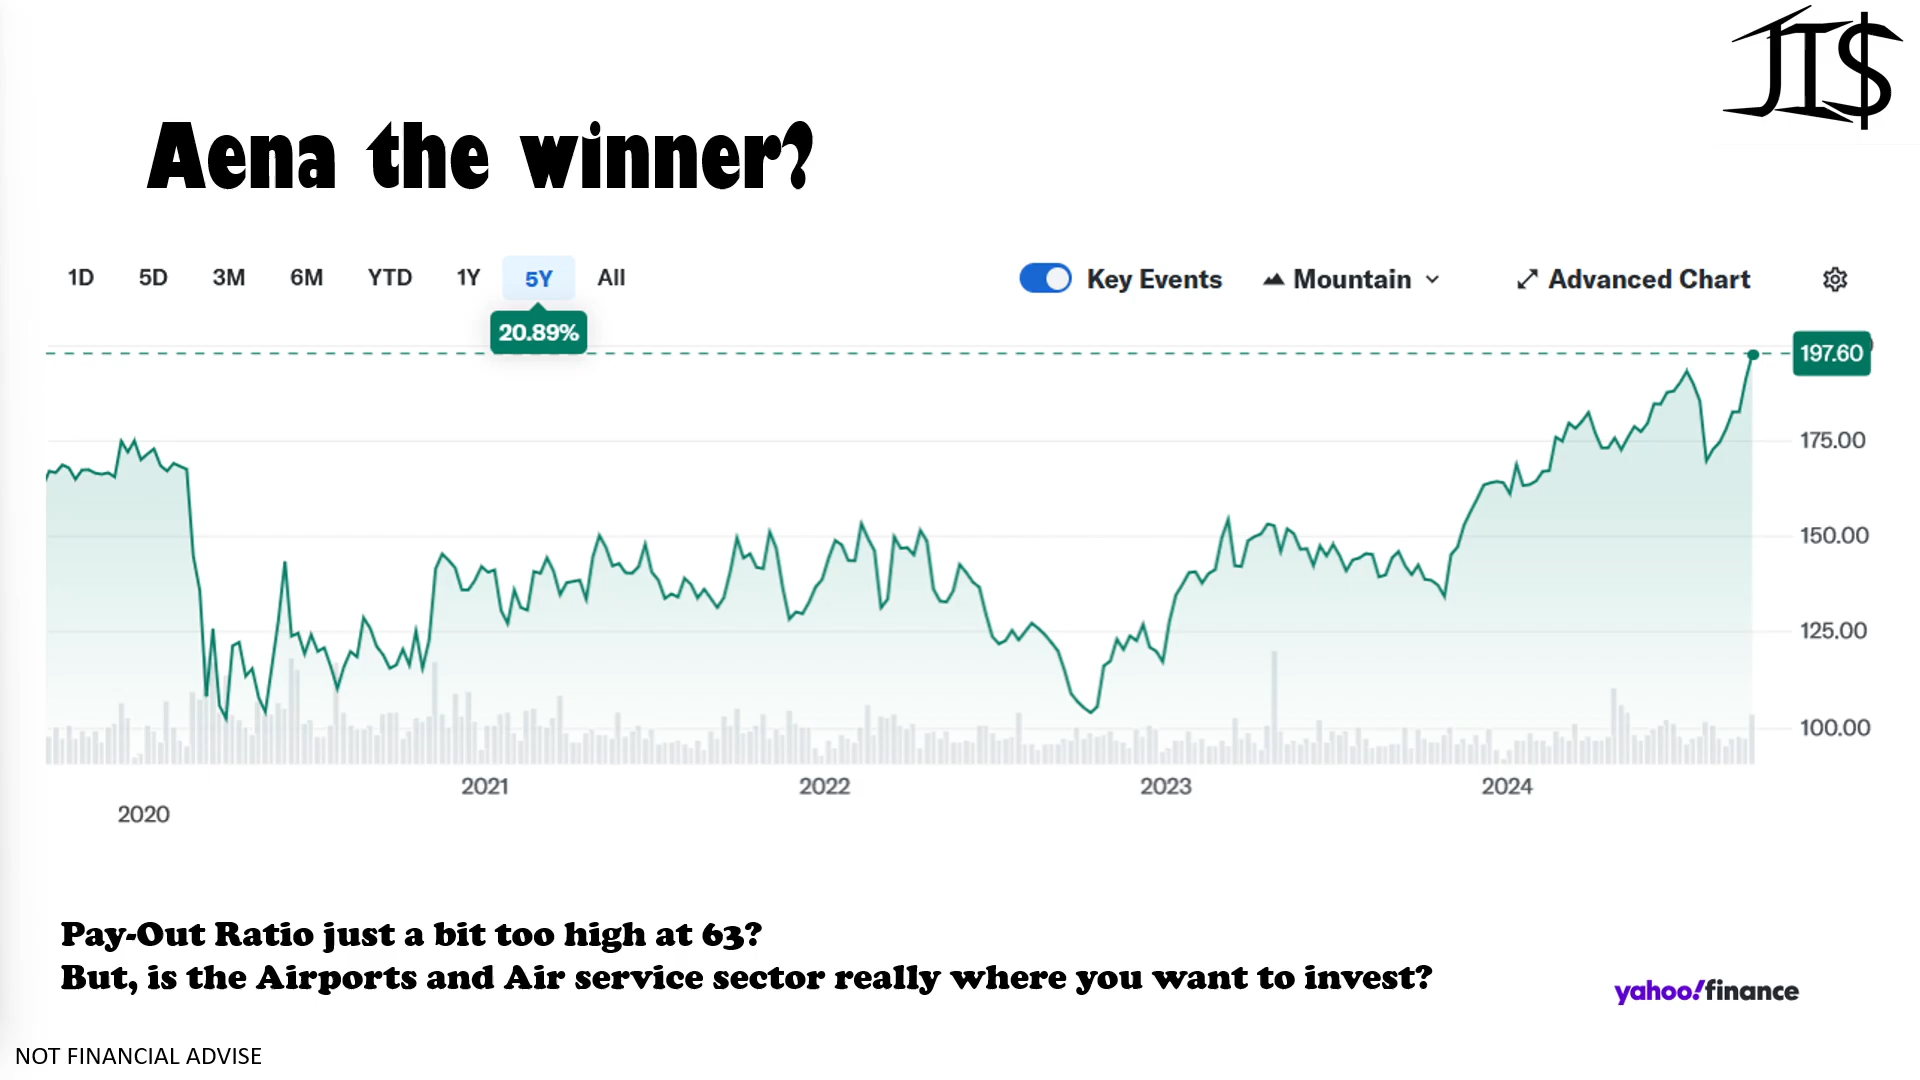 JI$
Aena the winner?
1D 5D 3M 6M YTD 1Y 5Y All
Key Events Mountain Advanced Chart
20.89%
197.60
175.00
150.00
125.00
100.00
2021 2022 2023 2024
2020
Pay-Out Ratio just a bit too high at 63?
But, is the Airports and Air service sector really where you want to invest?
yahoo!finance
NOT FINANCIAL ADVISE